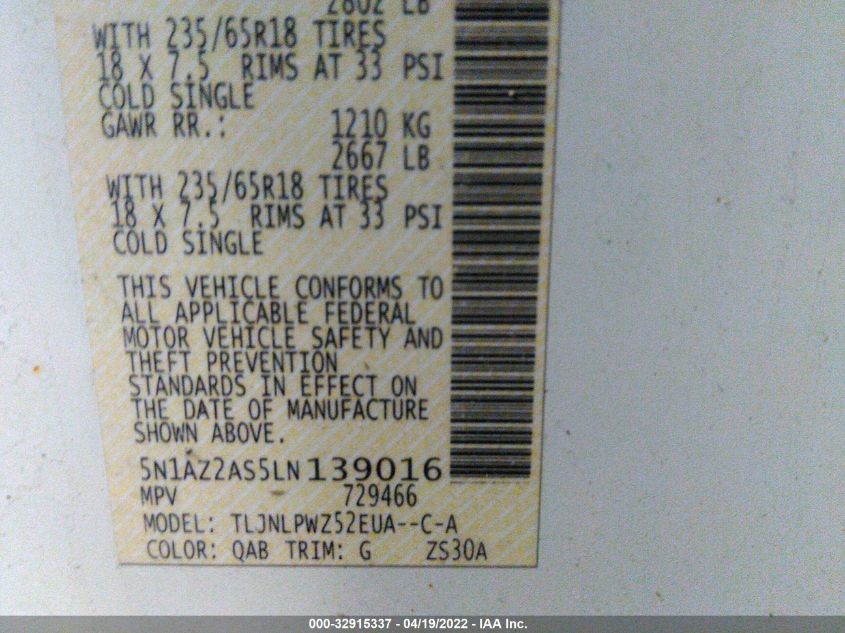 2802 LB
WITH 235/65R18 TIRES
18 X 7.5 RIMS AT 33 PSI
COLD SINGLE
GAWR RR.: 1210 KG
2667 LB
WITH 235/65R18 TIRES
18 X 7.5 RIMS AT 33 PSI
COLD SINGLE
THIS VEHICLE CONFORMS TO
ALL APPLICABLE FEDERAL
MOTOR VEHICLE SAFETY AND
THEFT PREVENTION
STANDARDS IN EFFECT ON
THE DATE OF MANUFACTURE
SHOWN ABOVE.
5N1AZ2AS5LN139016
MPV 729466
MODEL: TLJNLPWZ52EUA--C-A
COLOR: QAB TRIM: G ZS30A
000-32915337 - 04/19/2022 - IAA Inc.